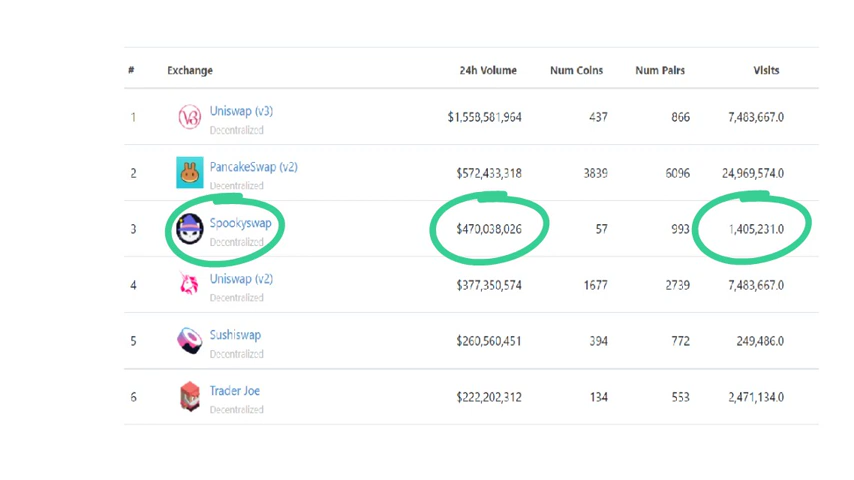 # Exchange 24h Volume Num Coins Num Pairs Visits
1 Uniswap (v3) $1,558,581,964 437 866 7,483,667.0
Decentralized
2 PancakeSwap (v2) $572,433,318 3839 6096 24,969,574.0
Decentralized
3 Spookyswap $470,038,026 57 993 1,405,231.0
Decentralized
4 Uniswap (v2) $377,350,574 1677 2739 7,483,667.0
Decentralized
5 Sushiswap $260,560,451 394 772 249,486.0
Decentralized
6 Trader Joe $222,202,312 134 553 2,471,134.0
Decentralized